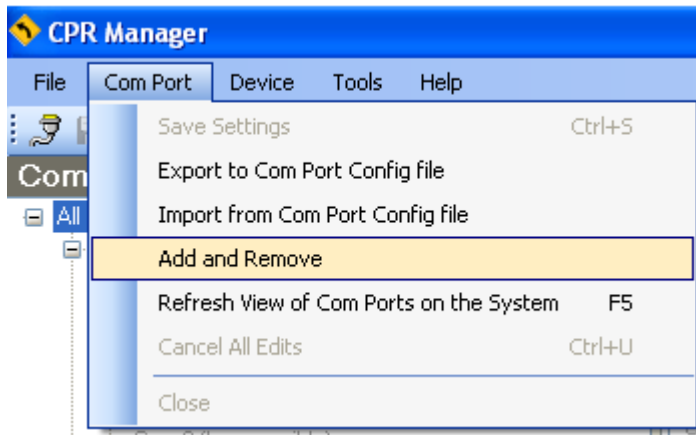 CPR Manager
File Com Port Device Tools Help
Save Settings Ctrl+S
Com
Export to Com Port Config file
All
Import from Com Port Config file
Add and Remove
Refresh View of Com Ports on the System F5
Cancel All Edits Ctrl+U
Close